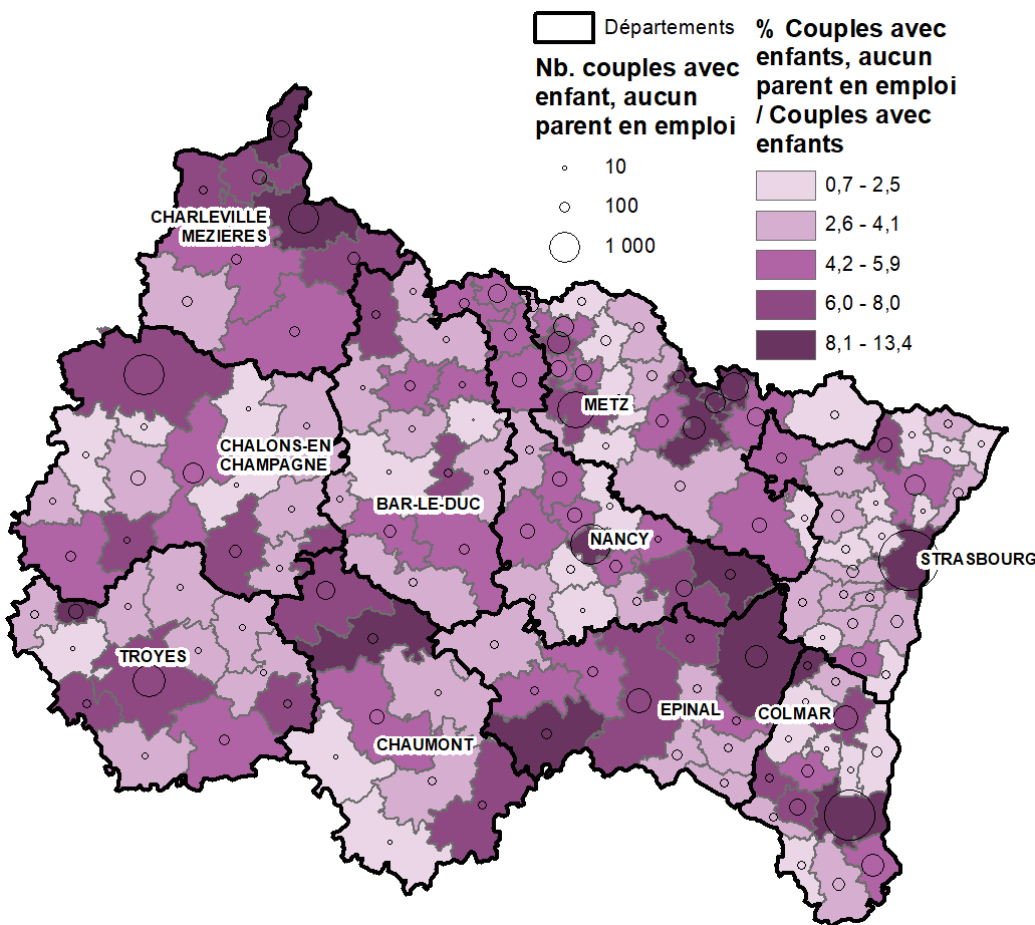 Départements
Nb. couples avec
enfant, aucun
parent en emploi
10
100
1 000
% Couples avec
enfants, aucun
parent en emploi
/ Couples avec
enfants
0,7 - 2,5
2,6 - 4,1
4,2 - 5,9
6,0 - 8,0
8,1 - 13,4
CHARLEVILLE
MEZIERES
METZ
CHALONS-EN
CHAMPAGNE
BAR-LE-DUC
NANCY
STRASBOURG
TROYES
EPINAL
COLMAR
CHAUMONT